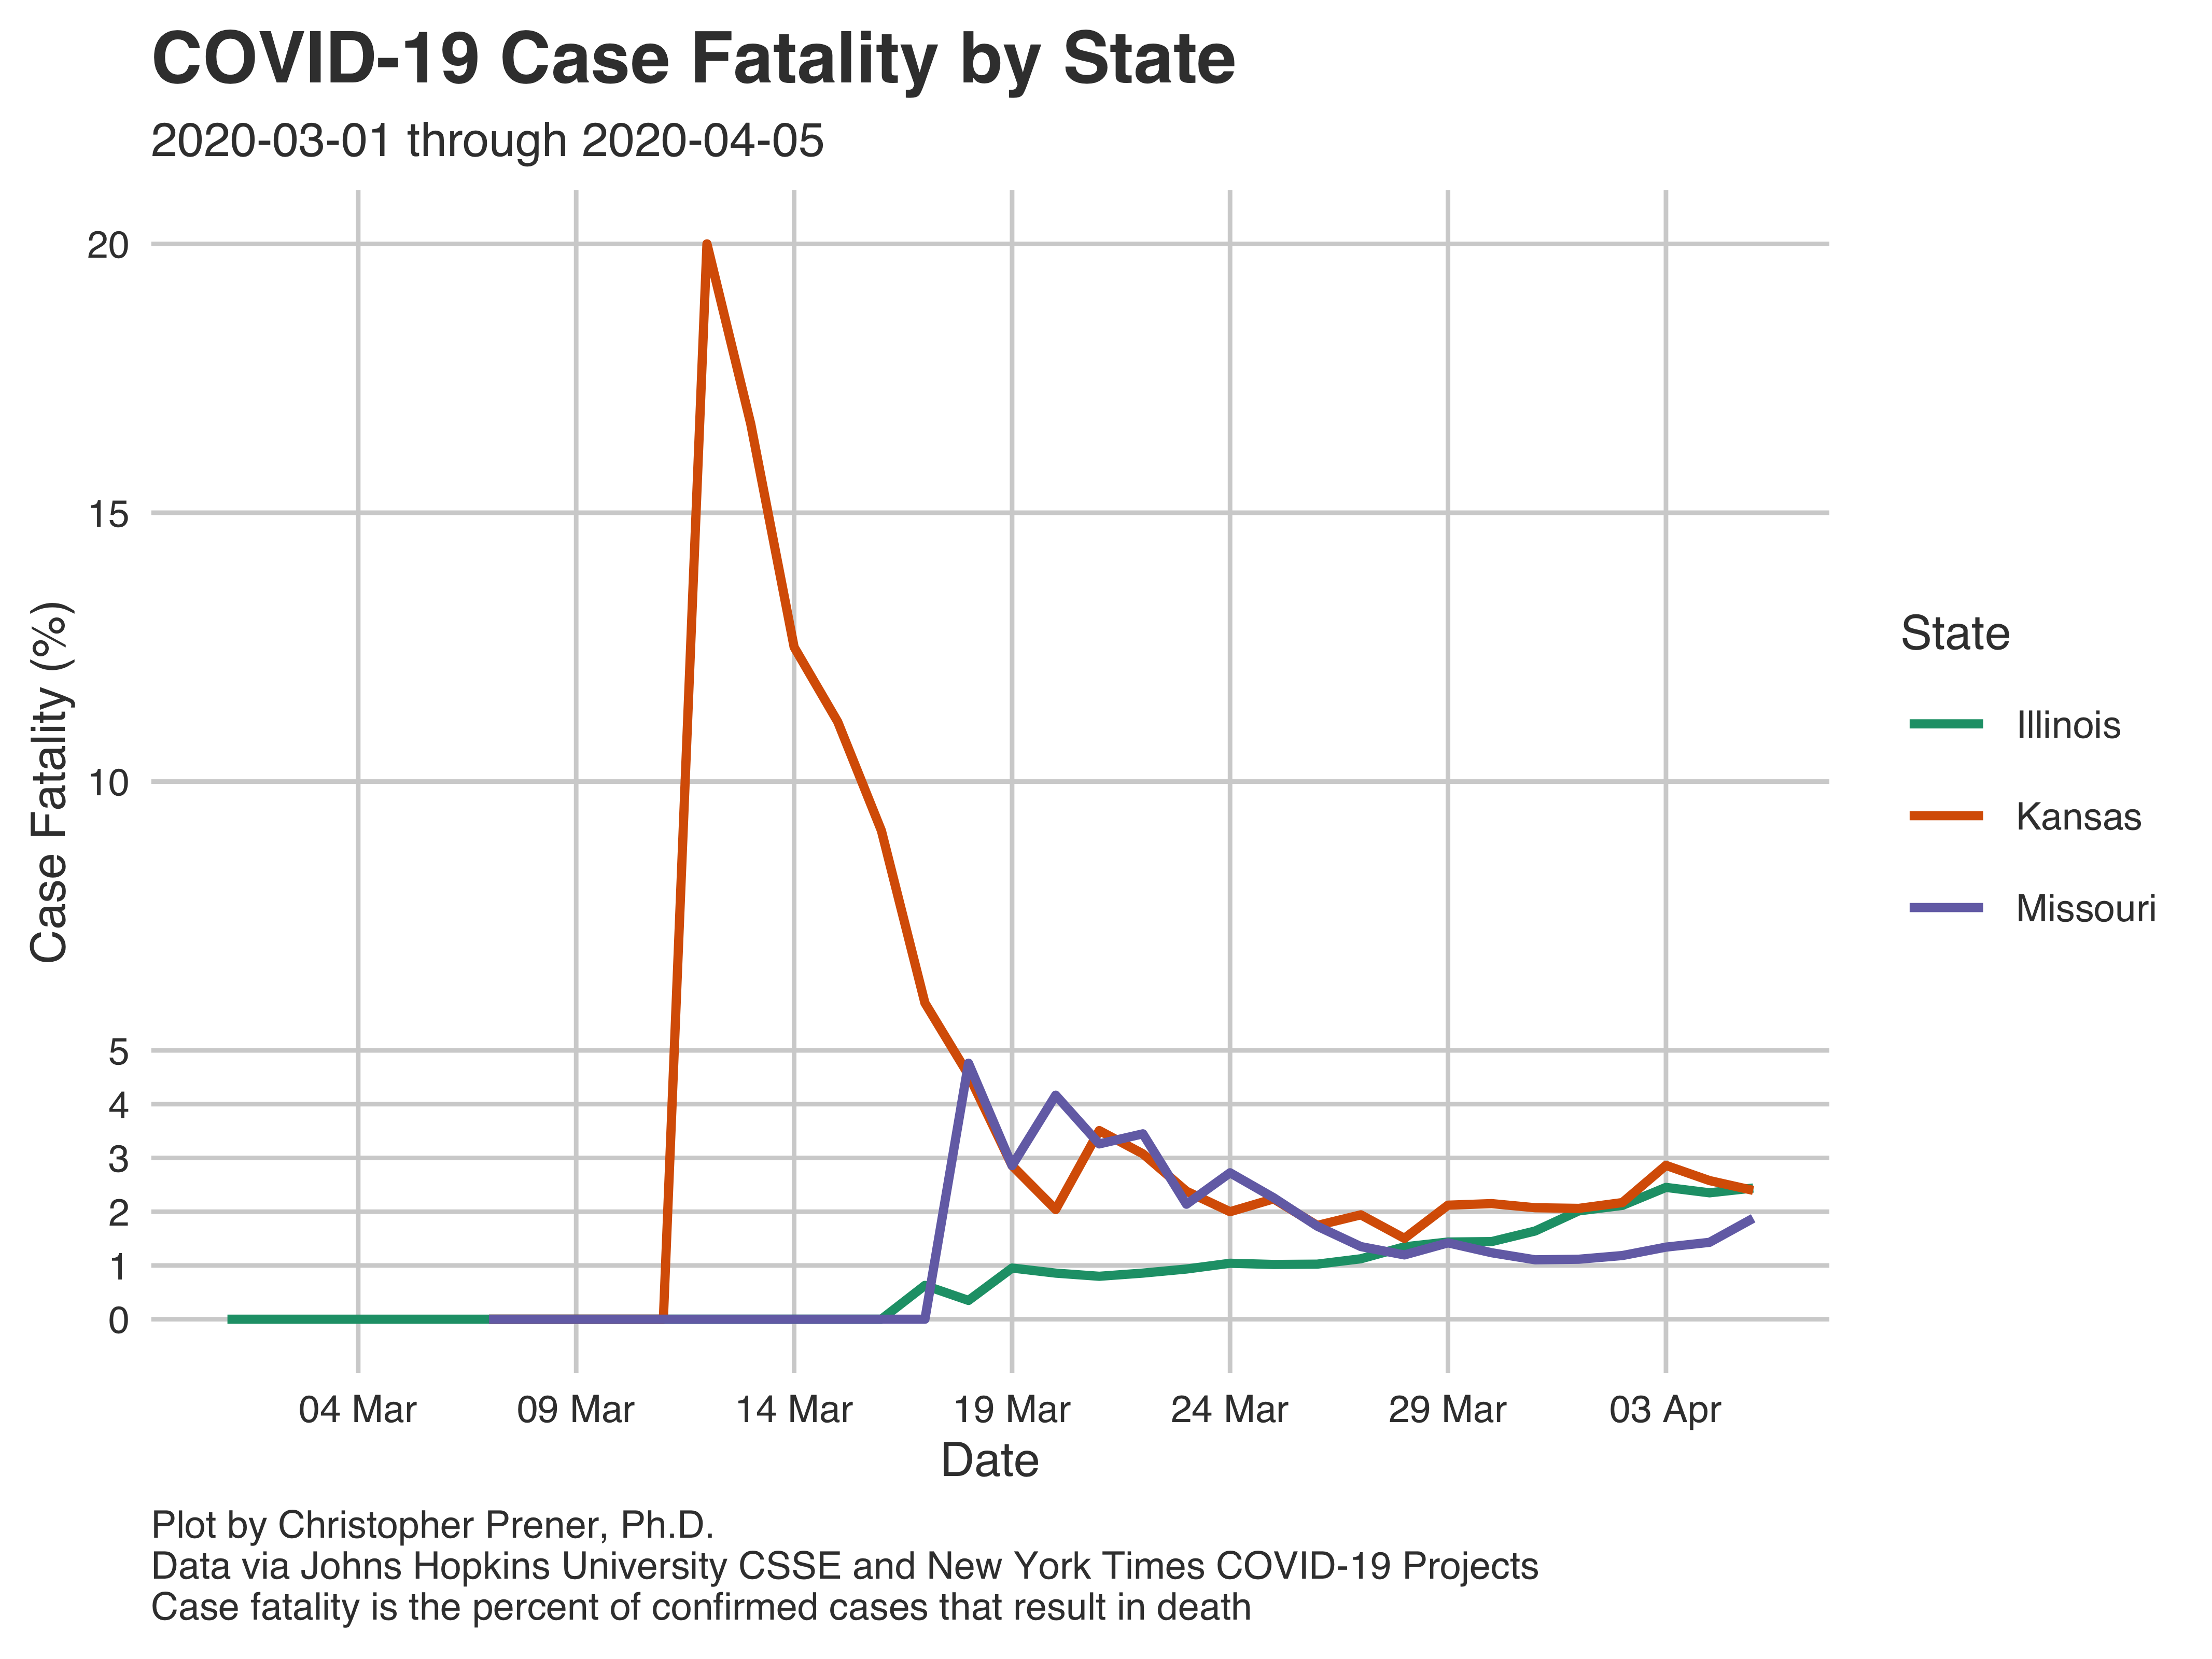 COVID-19 Case Fatality by State
2020-03-01 through 2020-04-05
Case Fatality (%)
20
15
10
5
4
3
2
1
0
04 Mar
09 Mar
14 Mar
19 Mar
24 Mar
29 Mar
03 Apr
Date
State
Illinois
Kansas
Missouri
Plot by Christopher Prener, Ph.D.
Data via Johns Hopkins University CSSE and New York Times COVID-19 Projects
Case fatality is the percent of confirmed cases that result in death